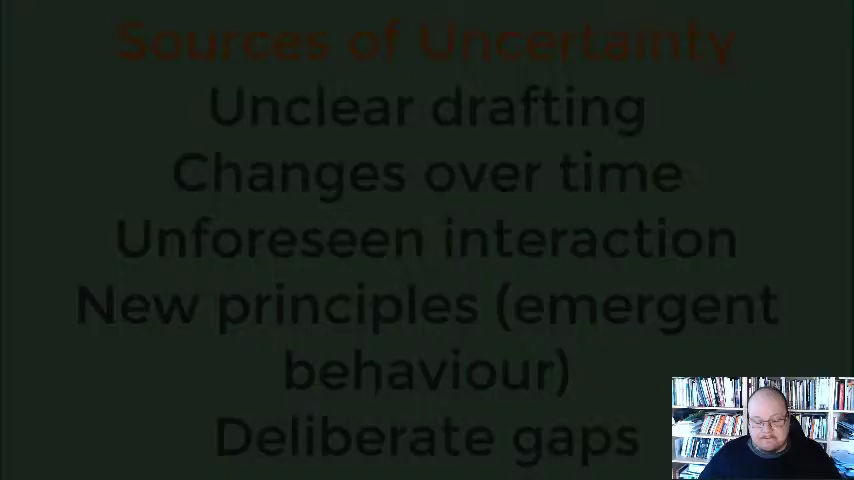 Sources of Uncertainty
Unclear drafting
Changes over time
Unforeseen interaction
New principles (emergent
behaviour)
Deliberate gaps